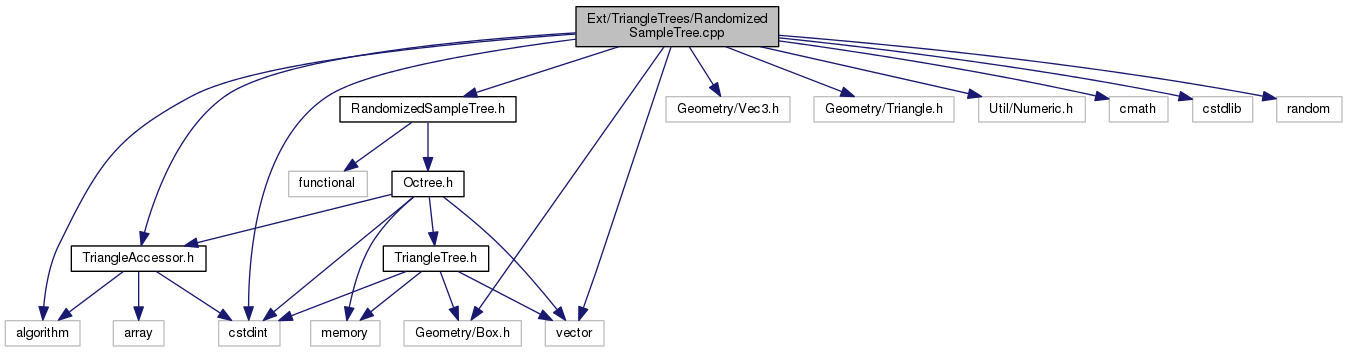 Ext/TriangleTrees/Randomized
SampleTree.cpp
RandomizedSampleTree.h
Geometry/Vec3.h
Geometry/Triangle.h
Util/Numeric.h
cmath
cstdlib
random
functional
Octree.h
TriangleAccessor.h
TriangleTree.h
algorithm
array
cstdint
memory
Geometry/Box.h
vector